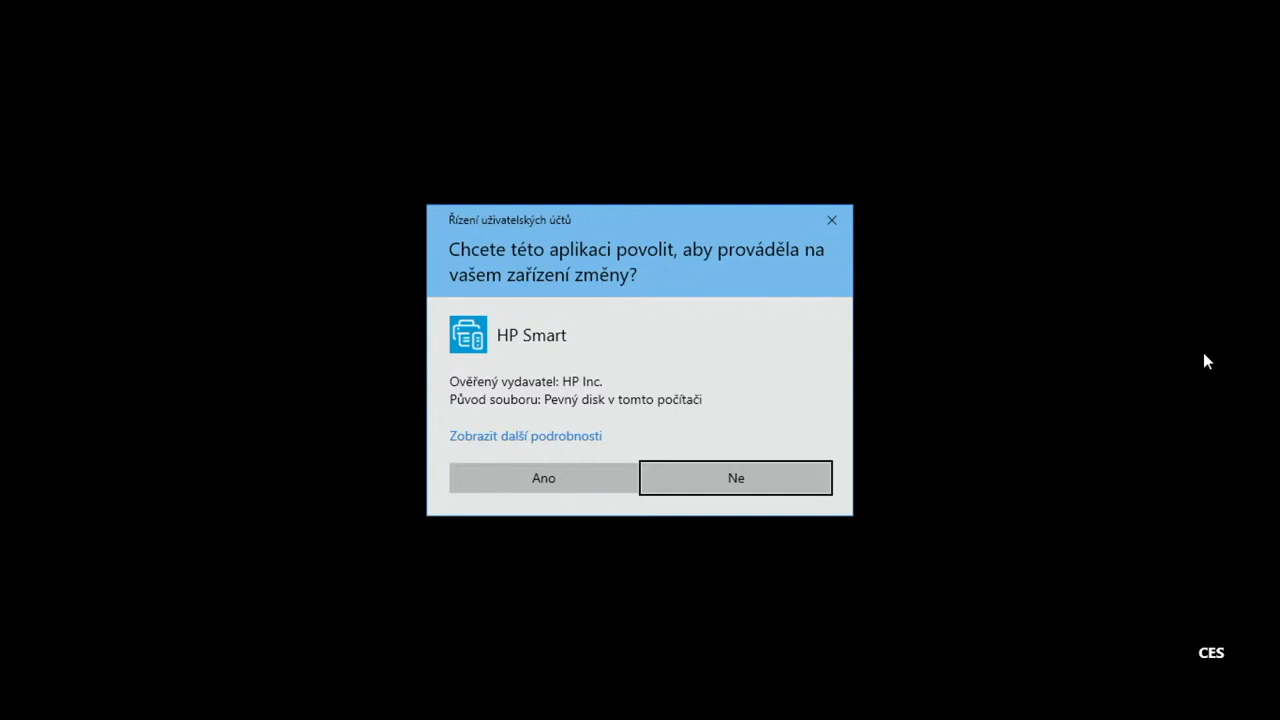 Řízení uživatelských účtů
Chcete této aplikaci povolit, aby prováděla na
vašem zařízení změny?
HP Smart
Ověřený vydavatel: HP Inc.
Původ souboru: Pevný disk v tomto počítači
Zobrazit další podrobnosti
Ano
Ne
CES